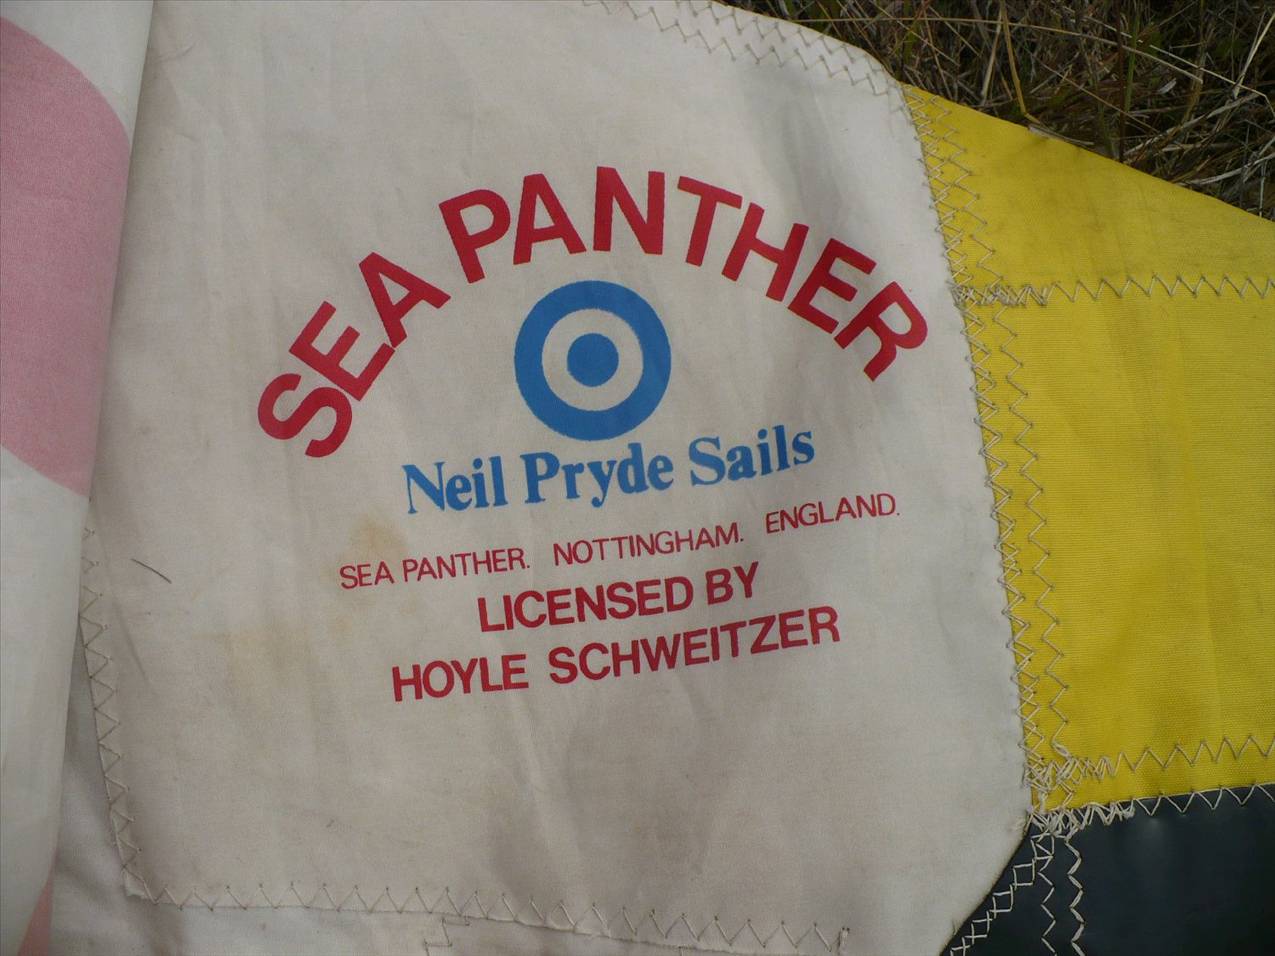 SEA PANTHER
Neil Pryde Sails
SEA PANTHER. NOTTINGHAM. ENGLAND.
LICENSED BY
HOYLE SCHWEITZER